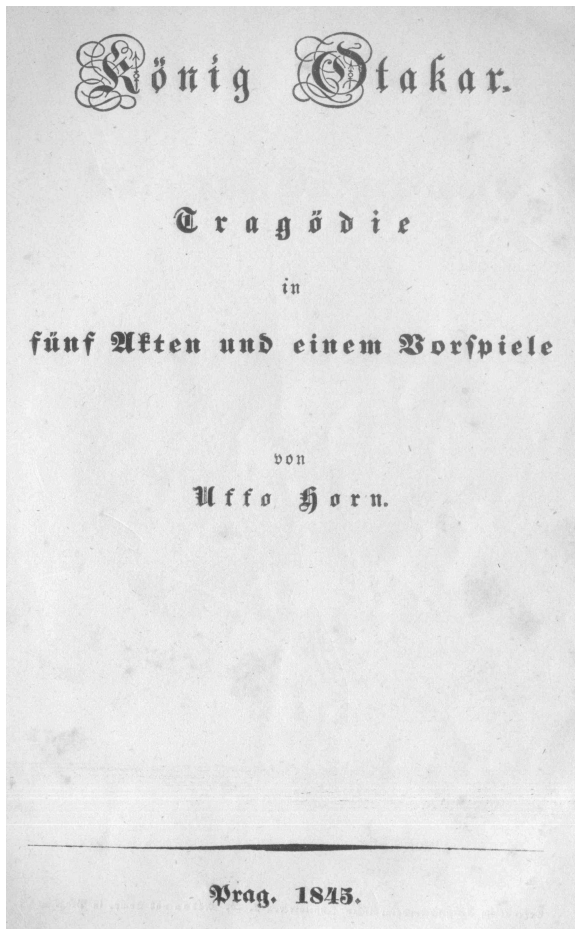 König Otakar.
Tragödie
in
fünf Akten und einem Vorſpiele
von
Uffo Horn.
Prag. 1845.